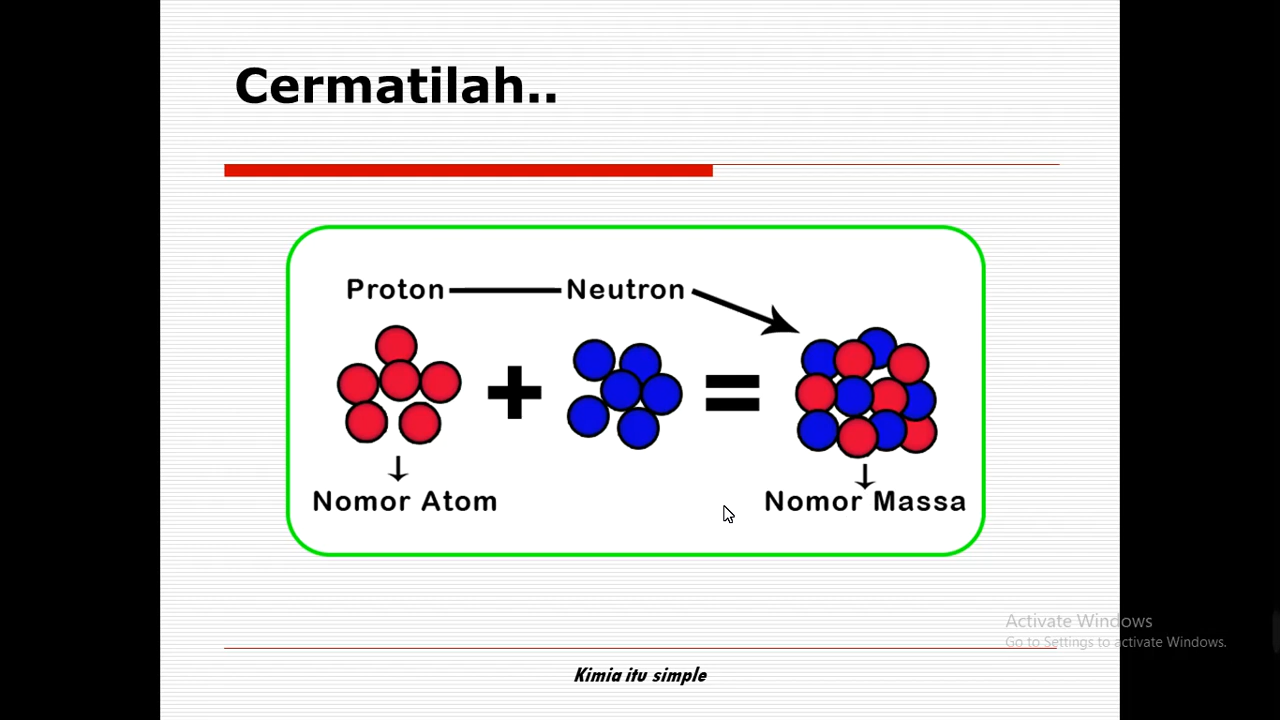 Cermatilah..
Proton Neutron
+ =
Nomor Atom Nomor Massa
Activate Windows
Go to Settings to activate Windows.
Kimia itu simple